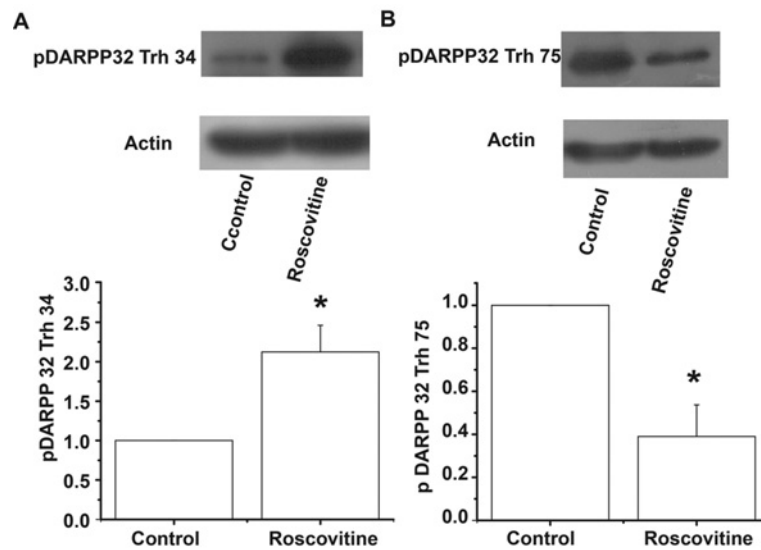 A
pDARPP32 Trh 34
Actin
Ccontrol
Roscovitine
pDARPP 32 Trh 34
3.0
2.5
2.0
1.5
1.0
0.5
0.0
*
Control
Roscovitine
B
pDARPP32 Trh 75
Actin
Control
Roscovitine
p DARPP 32 Trh 75
1.0
0.8
0.6
0.4
0.2
0.0
*
Control
Roscovitine